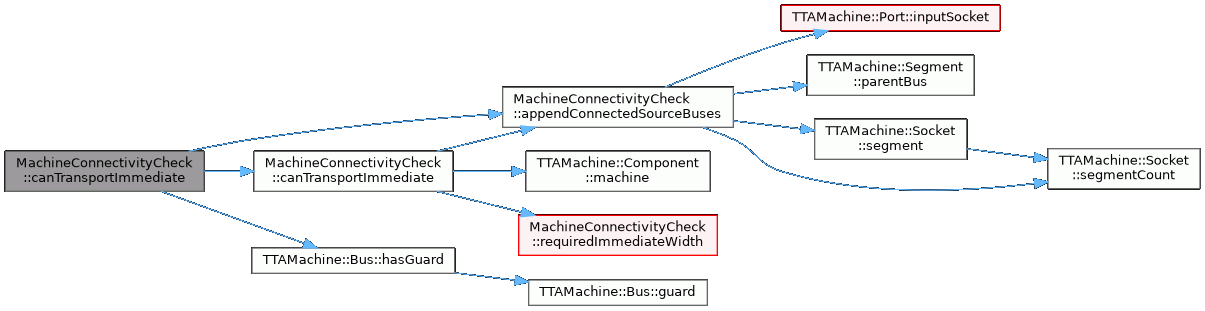 MachineConnectivityCheck
::canTransportImmediate
MachineConnectivityCheck
::canTransportImmediate
TTAMachine::Bus::hasGuard
MachineConnectivityCheck
::appendConnectedSourceBuses
TTAMachine::Component
::machine
MachineConnectivityCheck
::requiredImmediateWidth
TTAMachine::Bus::guard
TTAMachine::Port::inputSocket
TTAMachine::Segment
::parentBus
TTAMachine::Socket
::segment
TTAMachine::Socket
::segmentCount